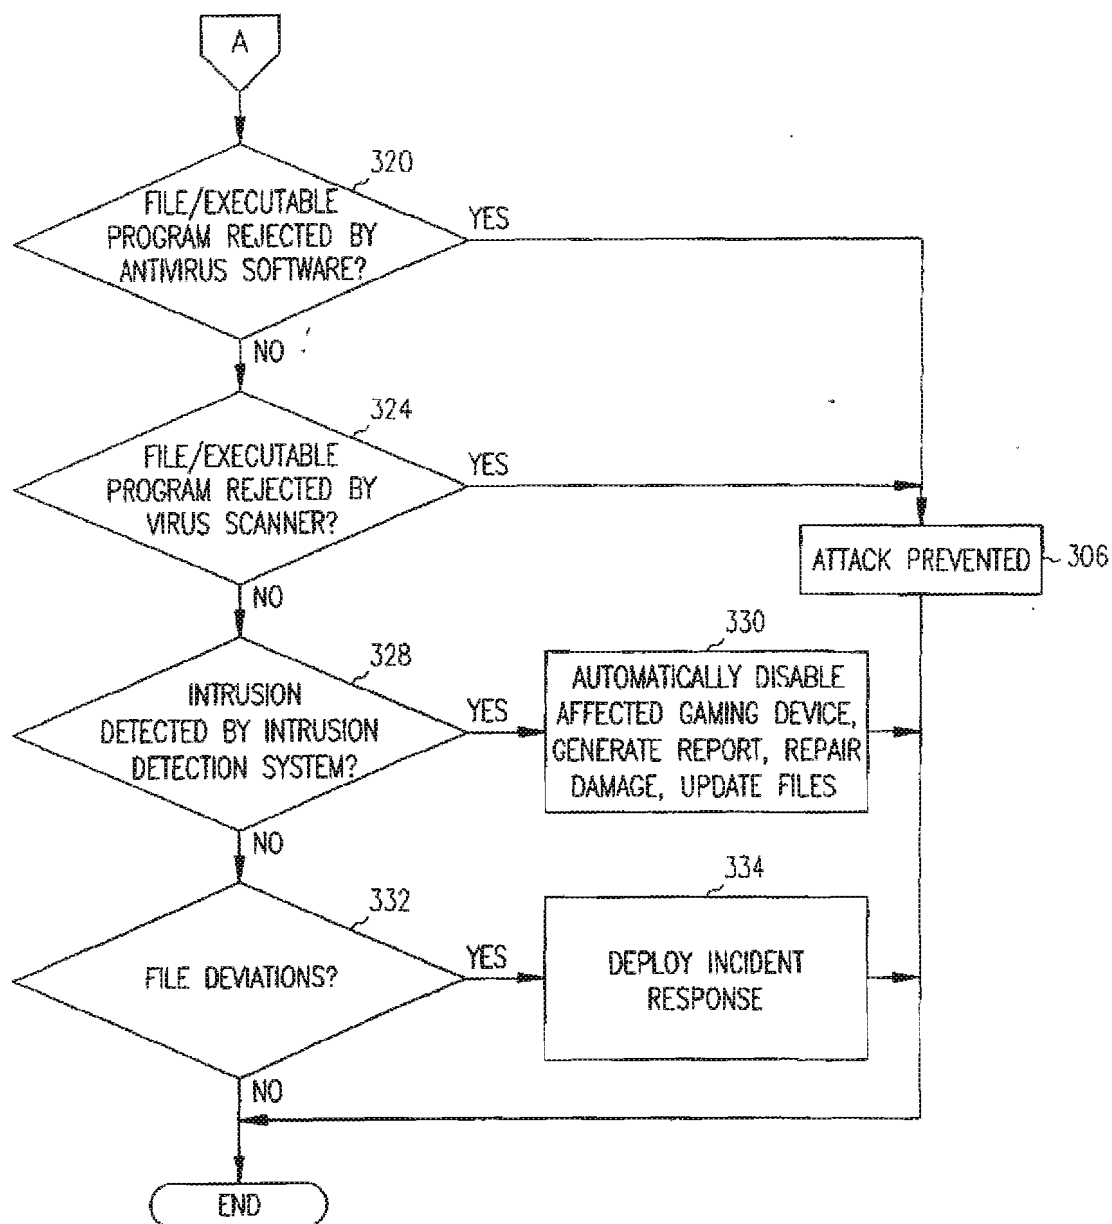 A
320
FILE/EXECUTABLE
PROGRAM REJECTED BY
ANTIVIRUS SOFTWARE?
YES
NO
324
FILE/EXECUTABLE
PROGRAM REJECTED BY
VIRUS SCANNER?
YES
ATTACK PREVENTED
306
NO
328
INTRUSION
DETECTED BY INTRUSION
DETECTION SYSTEM?
YES
330
AUTOMATICALLY DISABLE
AFFECTED GAMING DEVICE,
GENERATE REPORT, REPAIR
DAMAGE, UPDATE FILES
NO
332
FILE DEVIATIONS?
YES
334
DEPLOY INCIDENT
RESPONSE
NO
END